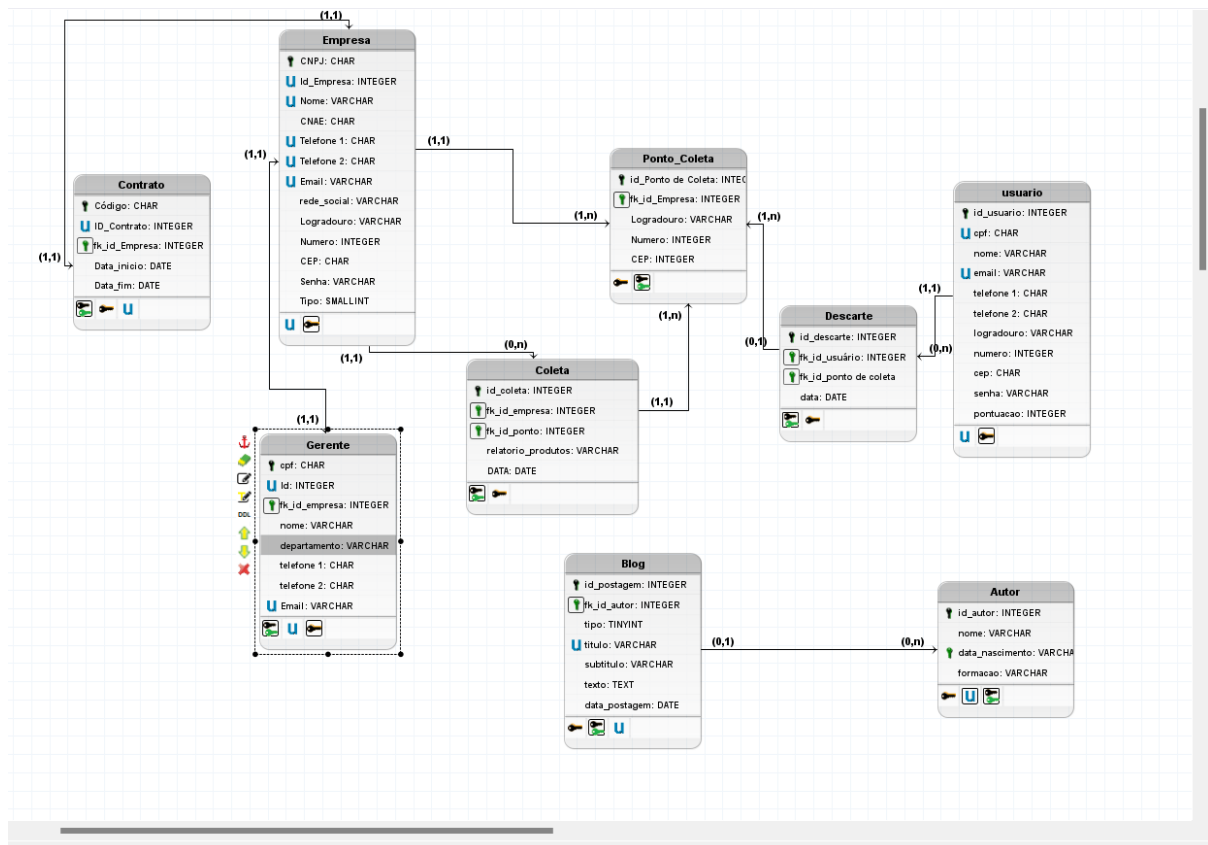 (1,1)
Empresa
CNPJ: CHAR
U Id_Empresa: INTEGER
U Nome: VARCHAR
CNAE: CHAR
U Telefone 1: CHAR
U Telefone 2: CHAR
U Email: VARCHAR
rede_social: VARCHAR
Logradouro: VARCHAR
Numero: INTEGER
CEP: CHAR
Senha: VARCHAR
Tipo: SMALLINT
U
(1,1)
(1,1)
(1,1)
Contrato
Código: CHAR
U ID_Contrato: INTEGER
fk_id_Empresa: INTEGER
Data_inicio: DATE
Data_fim: DATE
U
(1,1)
Ponto_Coleta
id_Ponto de Coleta: INTEG
fk_id_Empresa: INTEGER
Logradouro: VARCHAR
Numero: INTEGER
CEP: INTEGER
(1,n)
(1,n)
(1,n)
usuario
id_usuario: INTEGER
U cpf: CHAR
nome: VARCHAR
U email: VARCHAR
telefone 1: CHAR
telefone 2: CHAR
logradouro: VARCHAR
numero: INTEGER
cep: CHAR
senha: VARCHAR
pontuacao: INTEGER
U
(1,1)
(0,n)
Descarte
id_descarte: INTEGER
fk_id_usuário: INTEGER
fk_id_ponto de coleta
data: DATE
(0,1)
(0,n)
Coleta
id_coleta: INTEGER
fk_id_empresa: INTEGER
fk_id_ponto: INTEGER
relatorio_produtos: VARCHAR
DATA: DATE
(1,1)
(1,1)
Gerente
cpf: CHAR
U Id: INTEGER
fk_id_empresa: INTEGER
nome: VARCHAR
departamento: VARCHAR
telefone 1: CHAR
telefone 2: CHAR
U Email: VARCHAR
U
DDL
Blog
id_postagem: INTEGER
fk_id_autor: INTEGER
tipo: TINYINT
U titulo: VARCHAR
subtitulo: VARCHAR
texto: TEXT
data_postagem: DATE
U
(0,1)
(0,n)
Autor
id_autor: INTEGER
nome: VARCHAR
data_nascimento: VARCHA
formacao: VARCHAR
U